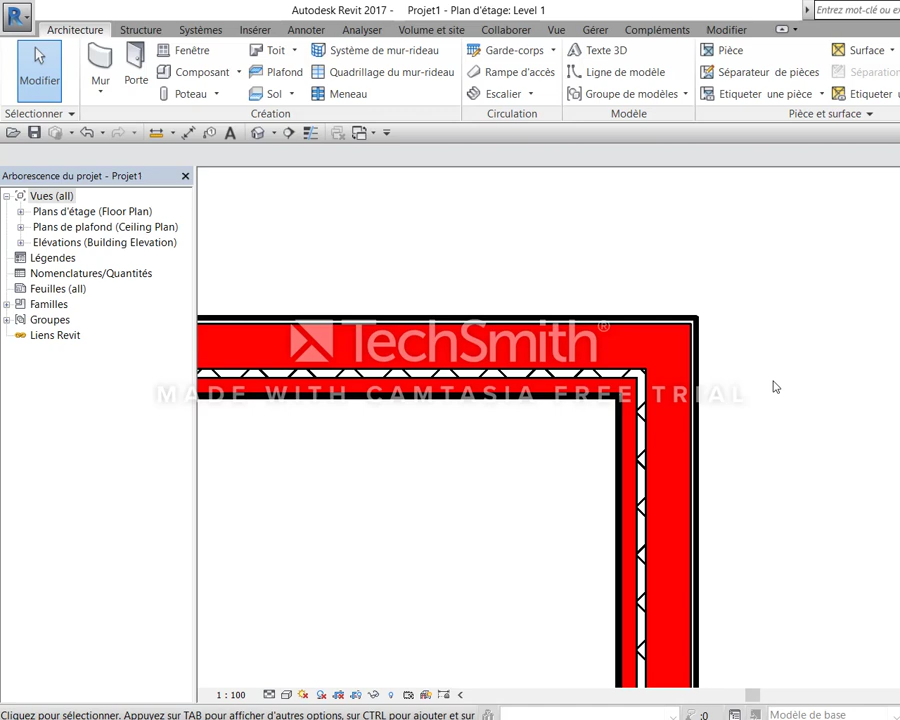 Autodesk Revit 2017 - Projet1 - Plan d'étage: Level 1
Entrez mot-clé ou
Architecture Structure Systèmes Insérer Annoter Analyser Volume et site Collaborer Vue Gérer Compléments Modifier
Modifier
Mur
Porte
Fenêtre
Composant
Poteau
Toit
Plafond
Sol
Système de mur-rideau
Quadrillage du mur-rideau
Meneau
Garde-corps
Rampe d'accès
Escalier
Texte 3D
Ligne de modèle
Groupe de modèles
Pièce
Séparateur de pièces
Etiqueter une pièce
Surface
Séparation
Etiqueter
Sélectionner Création Circulation Modèle Pièce et surface
Arborescence du projet - Projet1
Vues (all)
Plans d'étage (Floor Plan)
Plans de plafond (Ceiling Plan)
Elévations (Building Elevation)
Légendes
Nomenclatures/Quantités
Feuilles (all)
Familles
Groupes
Liens Revit
TechSmith®
MADE WITH CAMTASIA FREE TRIAL
1 : 100
Cliquez pour sélectionner. Appuyez sur TAB pour afficher d'autres options, sur CTRL pour ajouter et sur
:0
Modèle de base